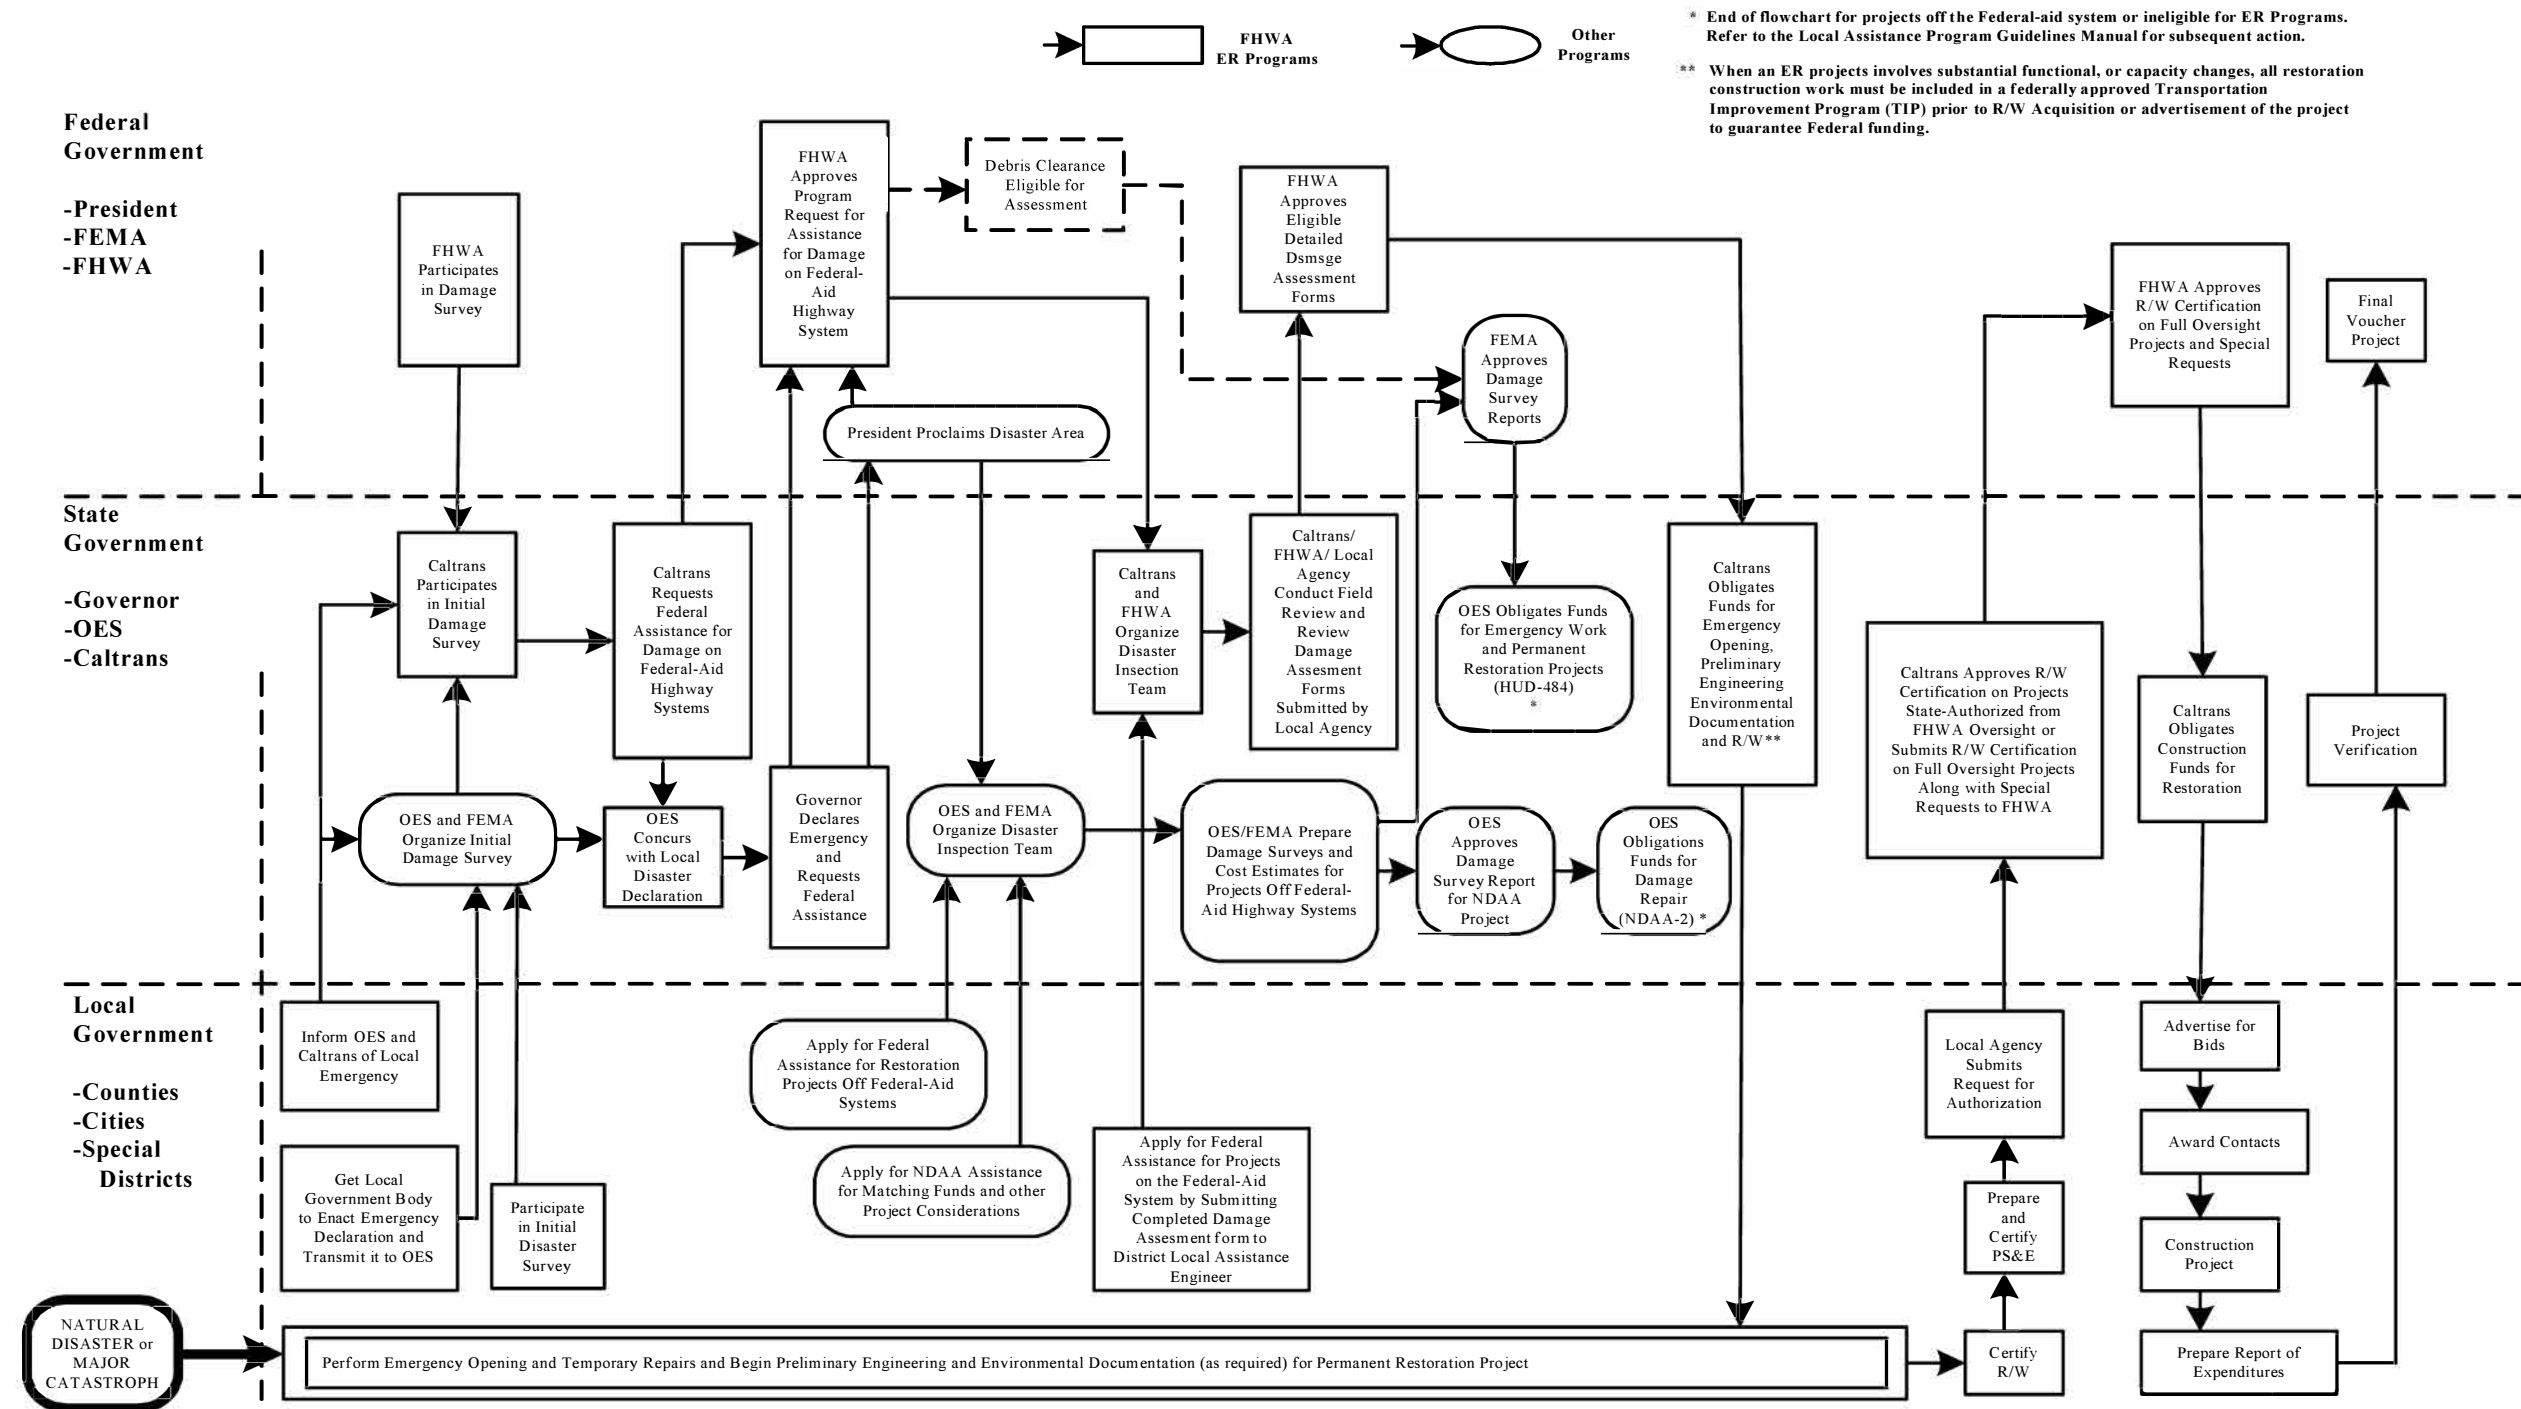 FHWA
ER Programs
Other
Programs
* End of flowchart for projects off the Federal-aid system or ineligible for ER Programs.
Refer to the Local Assistance Program Guidelines Manual for subsequent action.
** When an ER projects involves substantial functional, or capacity changes, all restoration
construction work must be included in a federally approved Transportation
Improvement Program (TIP) prior to R/W Acquisition or advertisement of the project
to guarantee Federal funding.
Federal
Government
-President
-FEMA
-FHWA
FHWA
Participates
in Damage
Survey
FHWA
Approves
Program
Request for
Assistance
for Damage
on Federal-
Aid
Highway
System
Debris Clearance
Eligible for
Assessment
President Proclaims Disaster Area
FHWA
Approves
Eligible
Detailed
Dsmsge
Assessment
Forms
FEMA
Approves
Damage
Survey
Reports
FHWA Approves
R/W Certification
on Full Oversight
Projects and Special
Requests
Final
Voucher
Project
State
Government
-Governor
-OES
-Caltrans
Caltrans
Participates
in Initial
Damage
Survey
Caltrans
Requests
Federal
Assistance for
Damage on
Federal-Aid
Highway
Systems
OES and FEMA
Organize Initial
Damage Survey
OES
Concurs
with Local
Disaster
Declaration
Governor
Declares
Emergency
and
Requests
Federal
Assistance
OES and FEMA
Organize Disaster
Inspection Team
Caltrans
and
FHWA
Organize
Disaster
Insection
Team
Caltrans/
FHWA/ Local
Agency
Conduct Field
Review and
Review
Damage
Assesment
Forms
Submitted by
Local Agency
OES/FEMA Prepare
Damage Surveys and
Cost Estimates for
Projects Off Federal-
Aid Highway Systems
OES Obligates Funds
for Emergency Work
and Permanent
Restoration Projects
(HUD-484)
*
OES
Approves
Damage
Survey Report
for NDAA
Project
OES
Obligations
Funds for
Damage
Repair
(NDAA-2) *
Caltrans
Obligates
Funds for
Emergency
Opening,
Preliminary
Engineering
Environmental
Documentation
and R/W**
Caltrans Approves R/W
Certification on Projects
State-Authorized from
FHWA Oversight or
Submits R/W Certification
on Full Oversight Projects
Along with Special
Requests to FHWA
Caltrans
Obligates
Construction
Funds for
Restoration
Project
Verification
Local
Government
-Counties
-Cities
-Special
Districts
Inform OES and
Caltrans of Local
Emergency
Get Local
Government Body
to Enact Emergency
Declaration and
Transmit it to OES
Participate
in Initial
Disaster
Survey
Apply for Federal
Assistance for Restoration
Projects Off Federal-Aid
Systems
Apply for NDAA Assistance
for Matching Funds and other
Project Considerations
Apply for Federal
Assistance for Projects
on the Federal-Aid
System by Submitting
Completed Damage
Assesment form to
District Local Assistance
Engineer
Local Agency
Submits
Request for
Authorization
Prepare
and
Certify
PS&E
Certify
R/W
Advertise for
Bids
Award Contacts
Construction
Project
Prepare Report of
Expenditures
NATURAL
DISASTER or
MAJOR
CATASTROPH
Perform Emergency Opening and Temporary Repairs and Begin Preliminary Engineering and Environmental Documentation (as required) for Permanent Restoration Project